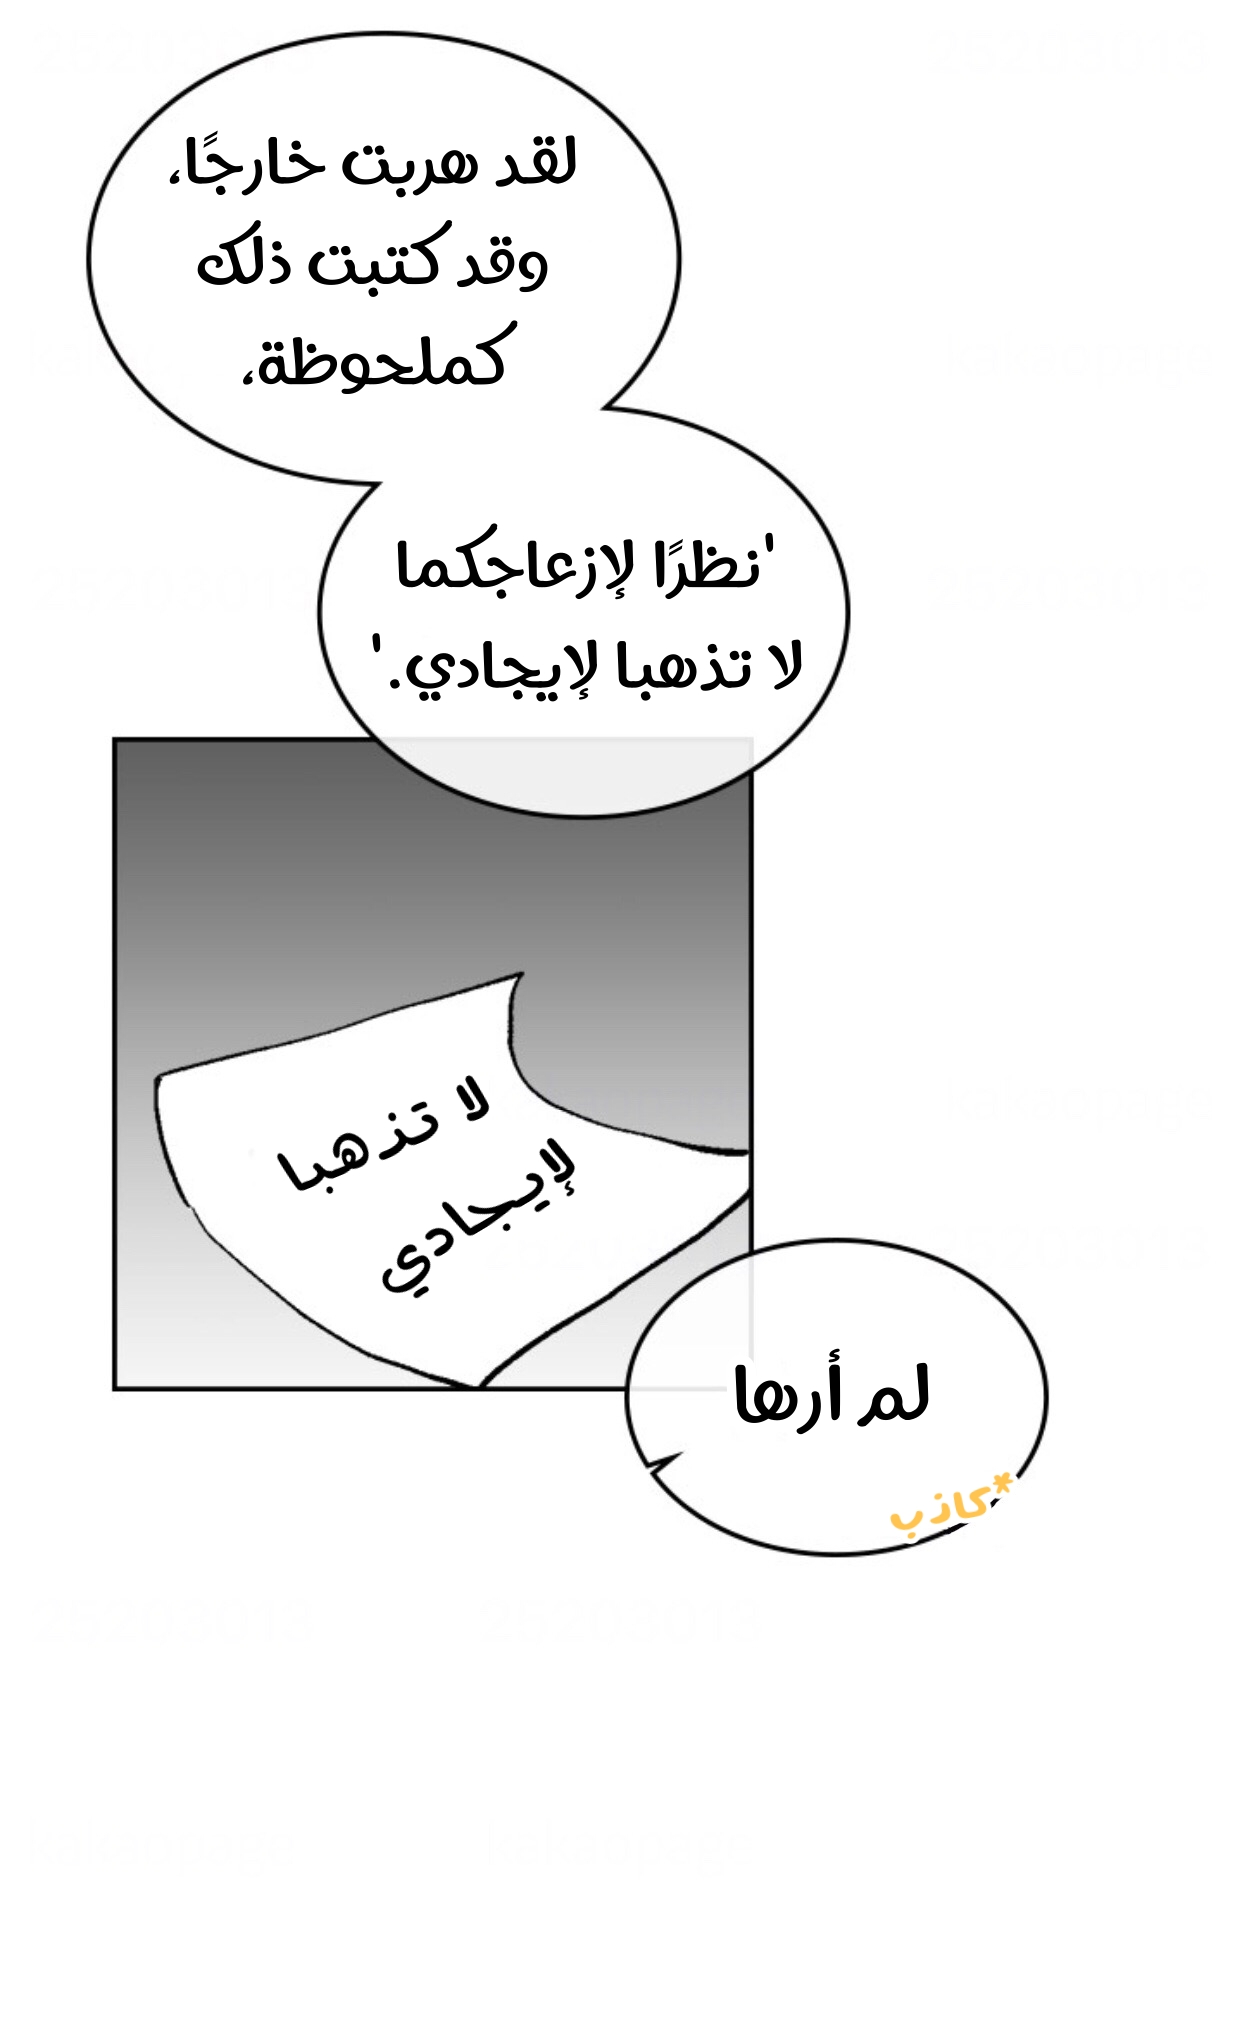 لقد هربت خارجًا،
وقد كتبت ذلك
كملحوظة،
'نظرًا لإزعاجكما
لا تذهبا لإيجادي.'
لا تذهبا
لإيجادي
لم أرها
*كاذب